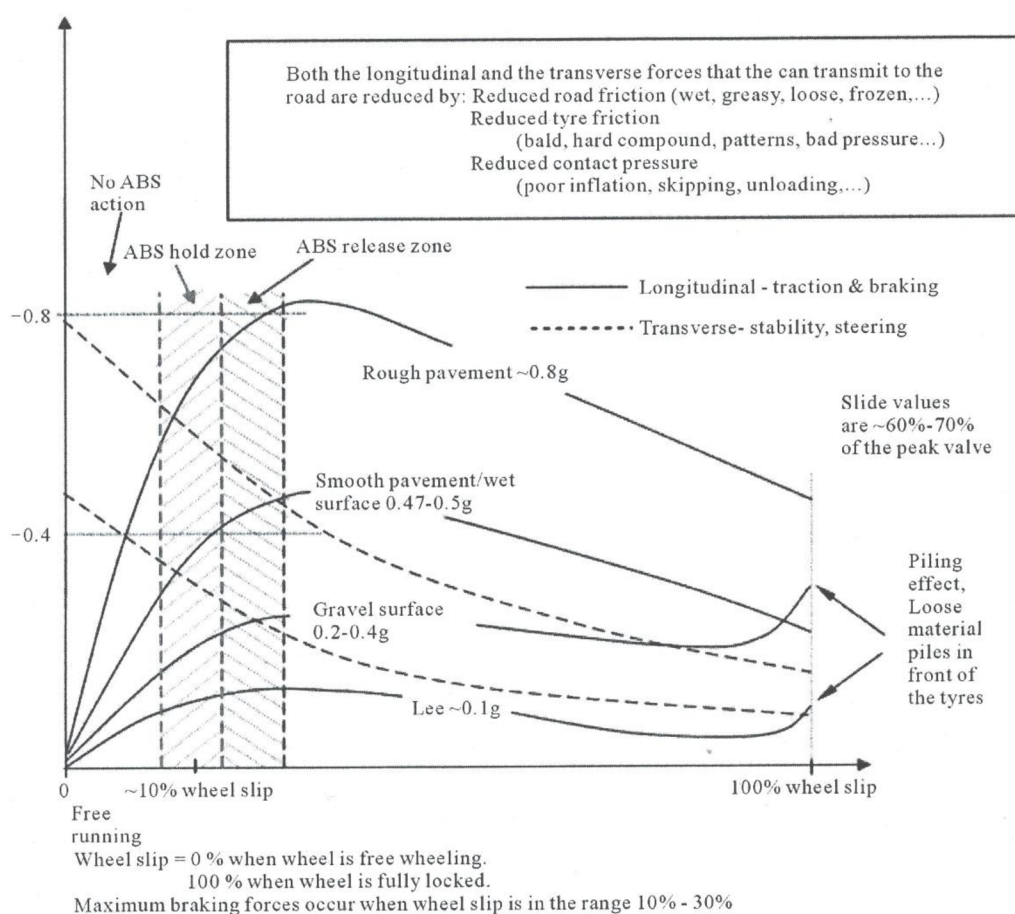 Both the longitudinal and the transverse forces that the can transmit to the
road are reduced by: Reduced road friction (wet, greasy, loose, frozen,...)
Reduced tyre friction
(bald, hard compound, patterns, bad pressure...)
Reduced contact pressure
(poor inflation, skipping, unloading,...)
No ABS
action
ABS hold zone
ABS release zone
Longitudinal - traction & braking
Transverse- stability, steering
−0.8
Rough pavement ~0.8g
Slide values
are ~60%-70%
of the peak valve
Smooth pavement/wet
surface 0.47-0.5g
−0.4
Gravel surface
0.2-0.4g
Piling
effect,
Loose
material
piles in
front of
the tyres
Lee ~0.1g
0
~10% wheel slip
100% wheel slip
Free
running
Wheel slip = 0 % when wheel is free wheeling.
100 % when wheel is fully locked.
Maximum braking forces occur when wheel slip is in the range 10% - 30%